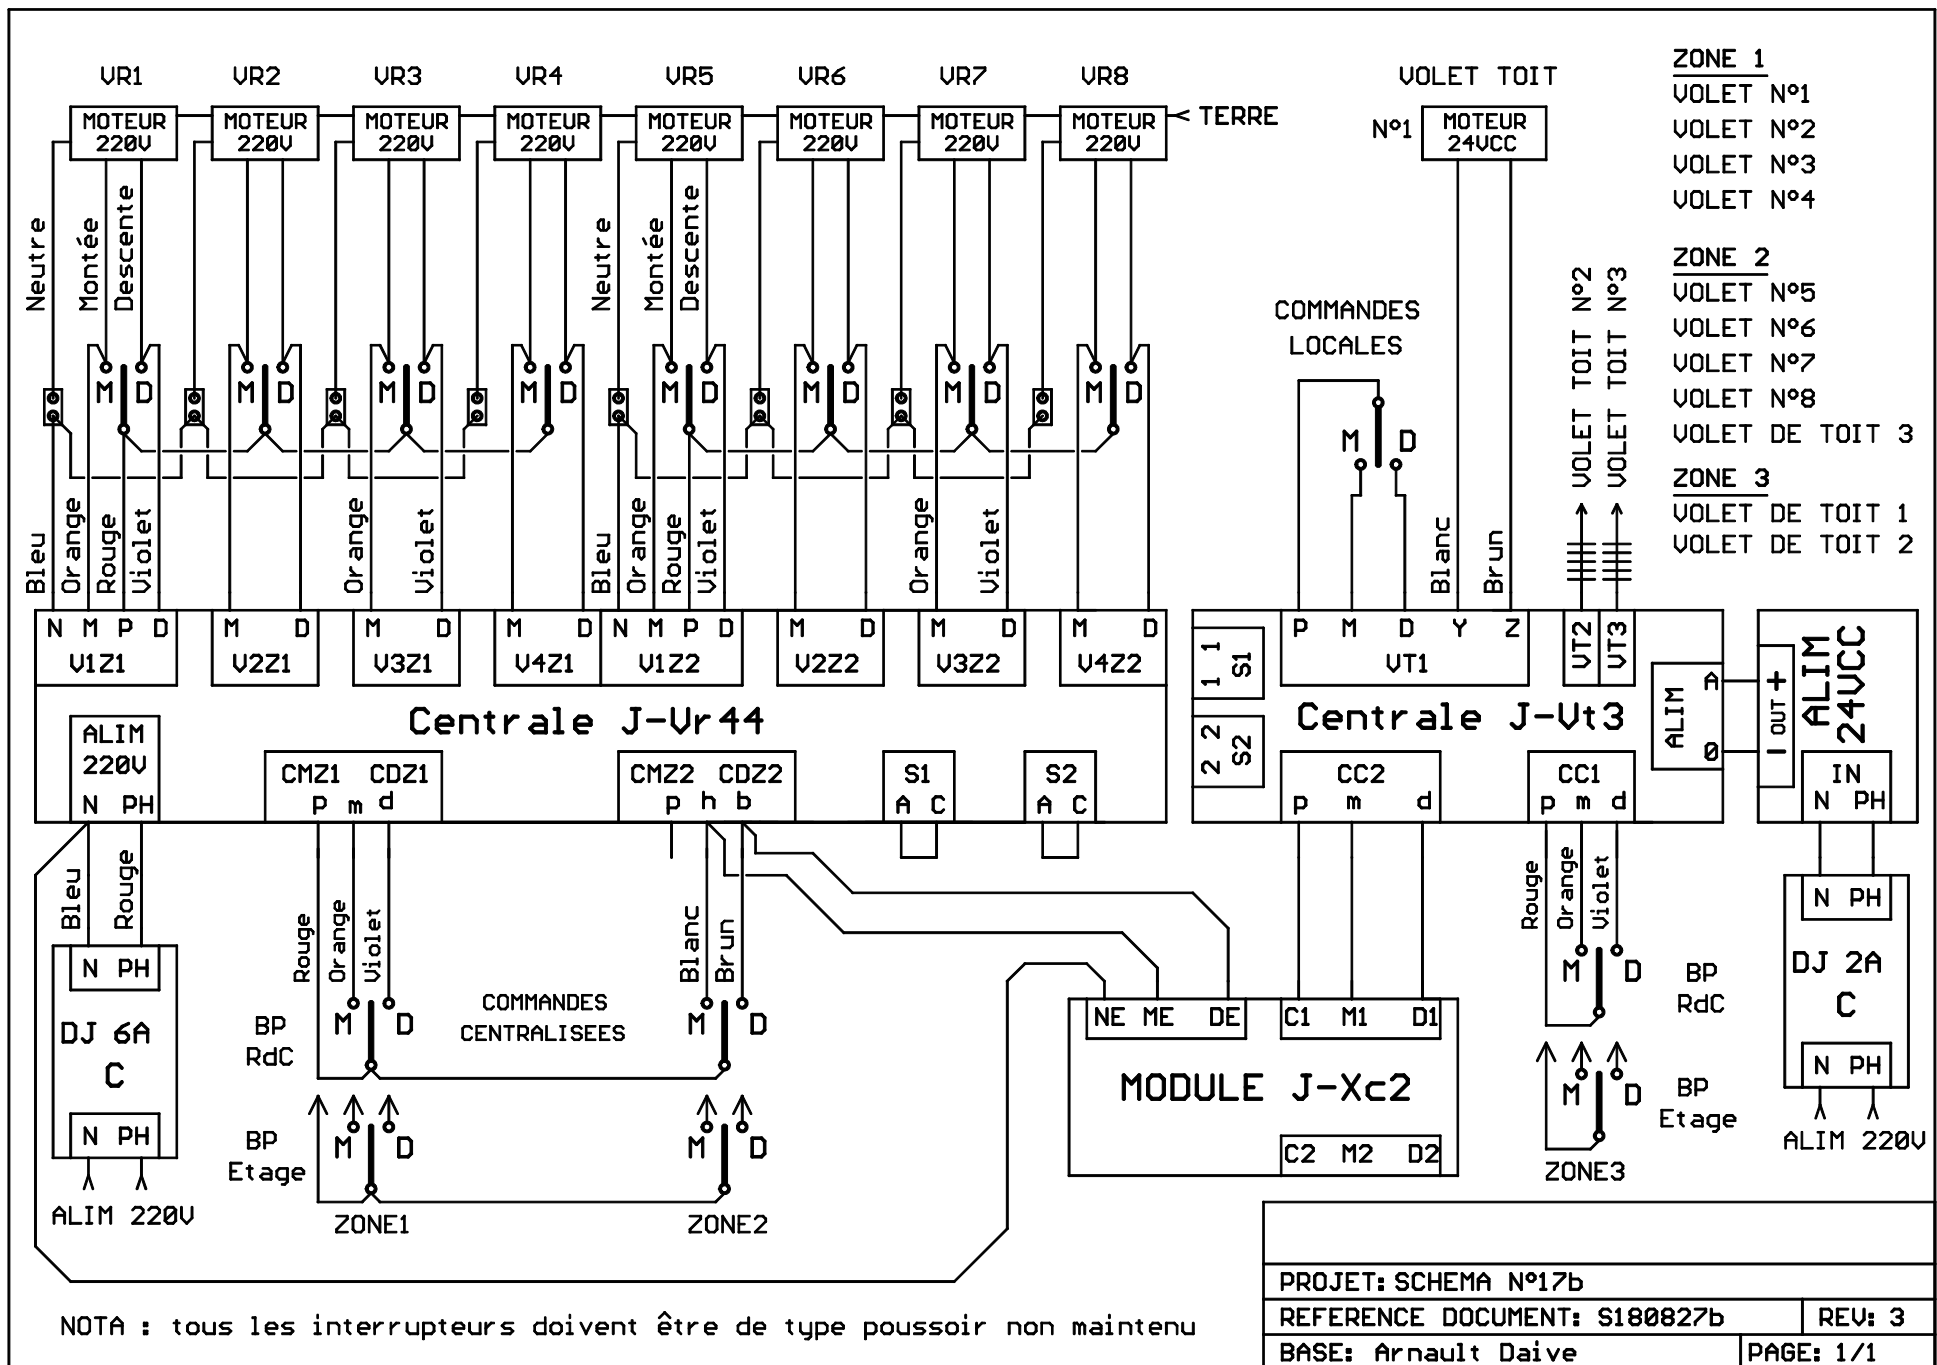 VR1 VR2 VR3 VR4 VR5 VR6 VR7 VR8 VOLET TOIT
MOTEUR 220V
MOTEUR 220V
MOTEUR 220V
MOTEUR 220V
MOTEUR 220V
MOTEUR 220V
MOTEUR 220V
MOTEUR 220V
< TERRE
N°1 MOTEUR 24VCC
ZONE 1
VOLET N°1
VOLET N°2
VOLET N°3
VOLET N°4
ZONE 2
VOLET N°5
VOLET N°6
VOLET N°7
VOLET N°8
VOLET DE TOIT 3
ZONE 3
VOLET DE TOIT 1
VOLET DE TOIT 2
Neutre Montée Descente
Neutre Montée Descente
COMMANDES
LOCALES
VOLET TOIT N°2
VOLET TOIT N°3
M D M D M D M D M D M D M D M D
M D
Bleu Orange Rouge Violet
Orange Violet
Bleu Orange Rouge Violet
Orange Violet
Blanc Brun
N M P D M D M D M D N M P D M D M D M D
V1Z1 V2Z1 V3Z1 V4Z1 V1Z2 V2Z2 V3Z2 V4Z2
P M D Y Z
VT1
VT2
VT3
1 1 S1
2 2 S2
Centrale J-Vr44
Centrale J-Vt3
ALIM A 0
+ OUT -
ALIM 24VCC
ALIM
220V
N PH
CMZ1 CDZ1
p m d
CMZ2 CDZ2
p h b
S1
A C
S2
A C
CC2
p m d
CC1
p m d
IN
N PH
Bleu Rouge
Rouge Orange Violet
Blanc Brun
Rouge Orange Violet
N PH
DJ 6A
C
N PH
ALIM 220V
BP
RdC
M D
COMMANDES
CENTRALISEES
M D
BP
Etage
M D
M D
ZONE1
ZONE2
NE ME DE C1 M1 D1
MODULE J-Xc2
C2 M2 D2
M D
BP
RdC
M D
BP
Etage
ZONE3
N PH
DJ 2A
C
N PH
ALIM 220V
PROJET: SCHEMA N°17b
REFERENCE DOCUMENT: S180827b REV: 3
BASE: Arnault Daive PAGE: 1/1
NOTA : tous les interrupteurs doivent être de type poussoir non maintenu